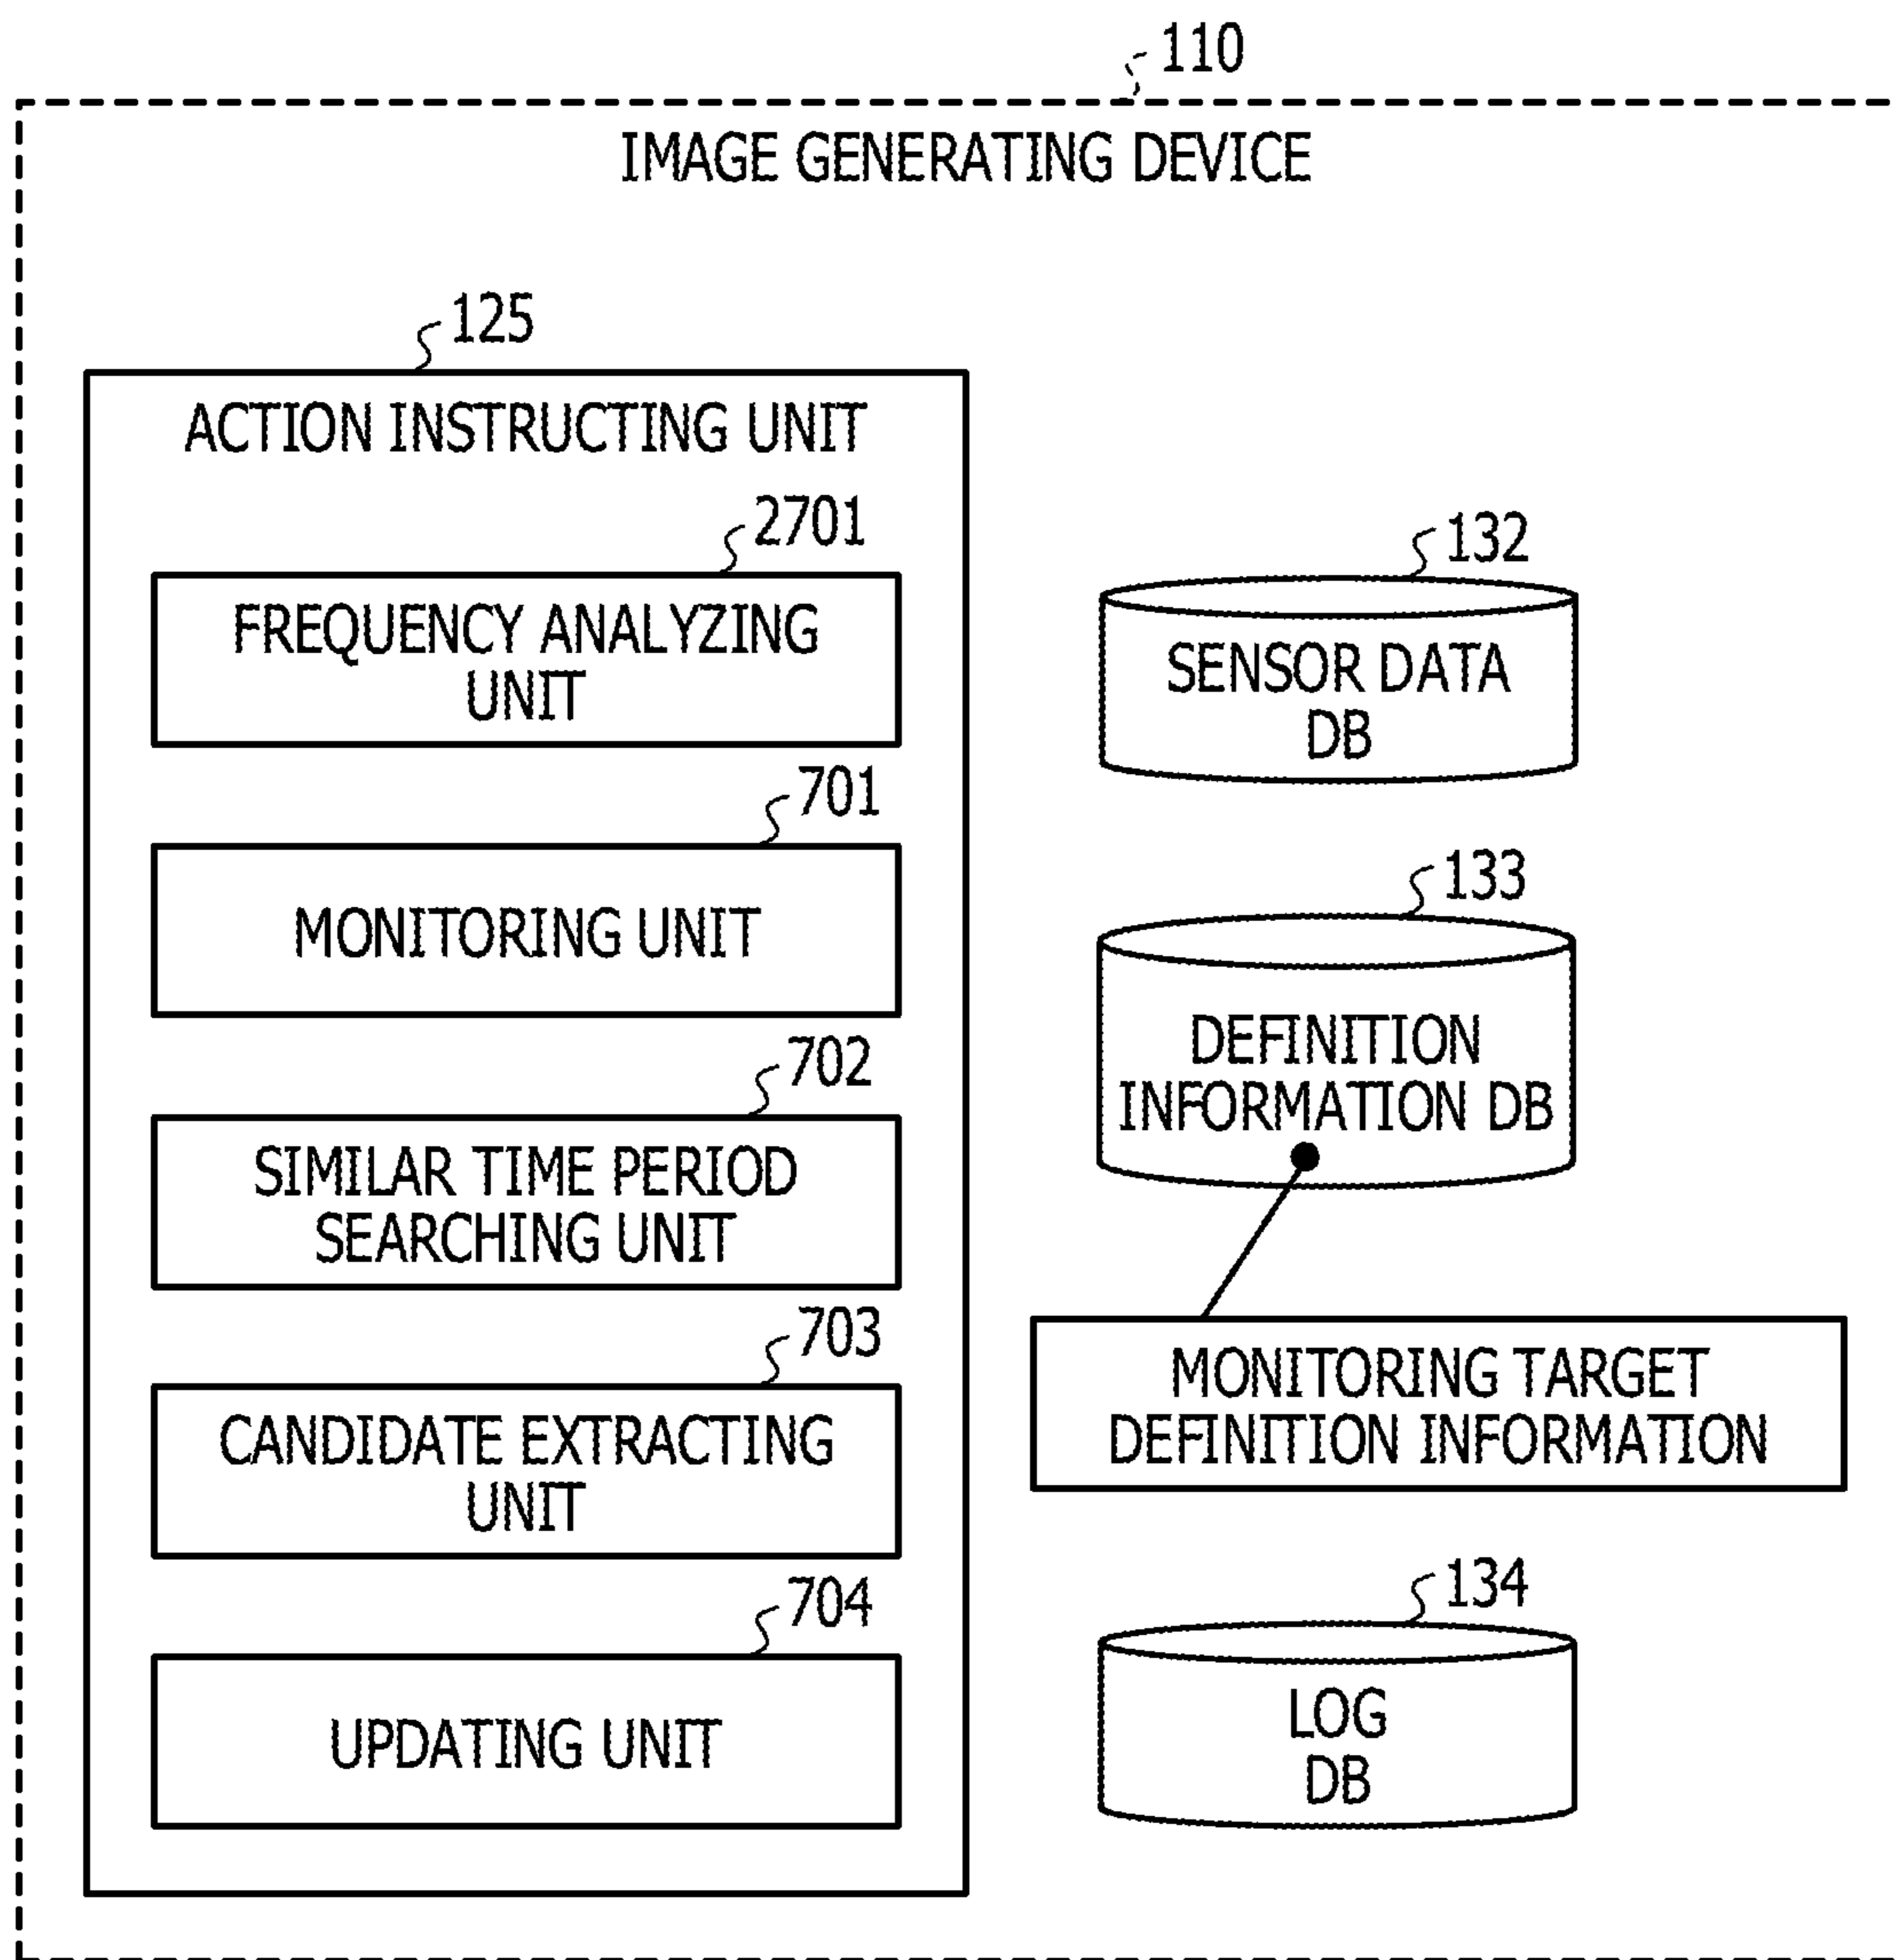 110
IMAGE GENERATING DEVICE
125
ACTION INSTRUCTING UNIT
2701
FREQUENCY ANALYZING
UNIT
701
MONITORING UNIT
702
SIMILAR TIME PERIOD
SEARCHING UNIT
703
CANDIDATE EXTRACTING
UNIT
704
UPDATING UNIT
132
SENSOR DATA
DB
133
DEFINITION
INFORMATION DB
MONITORING TARGET
DEFINITION INFORMATION
134
LOG
DB